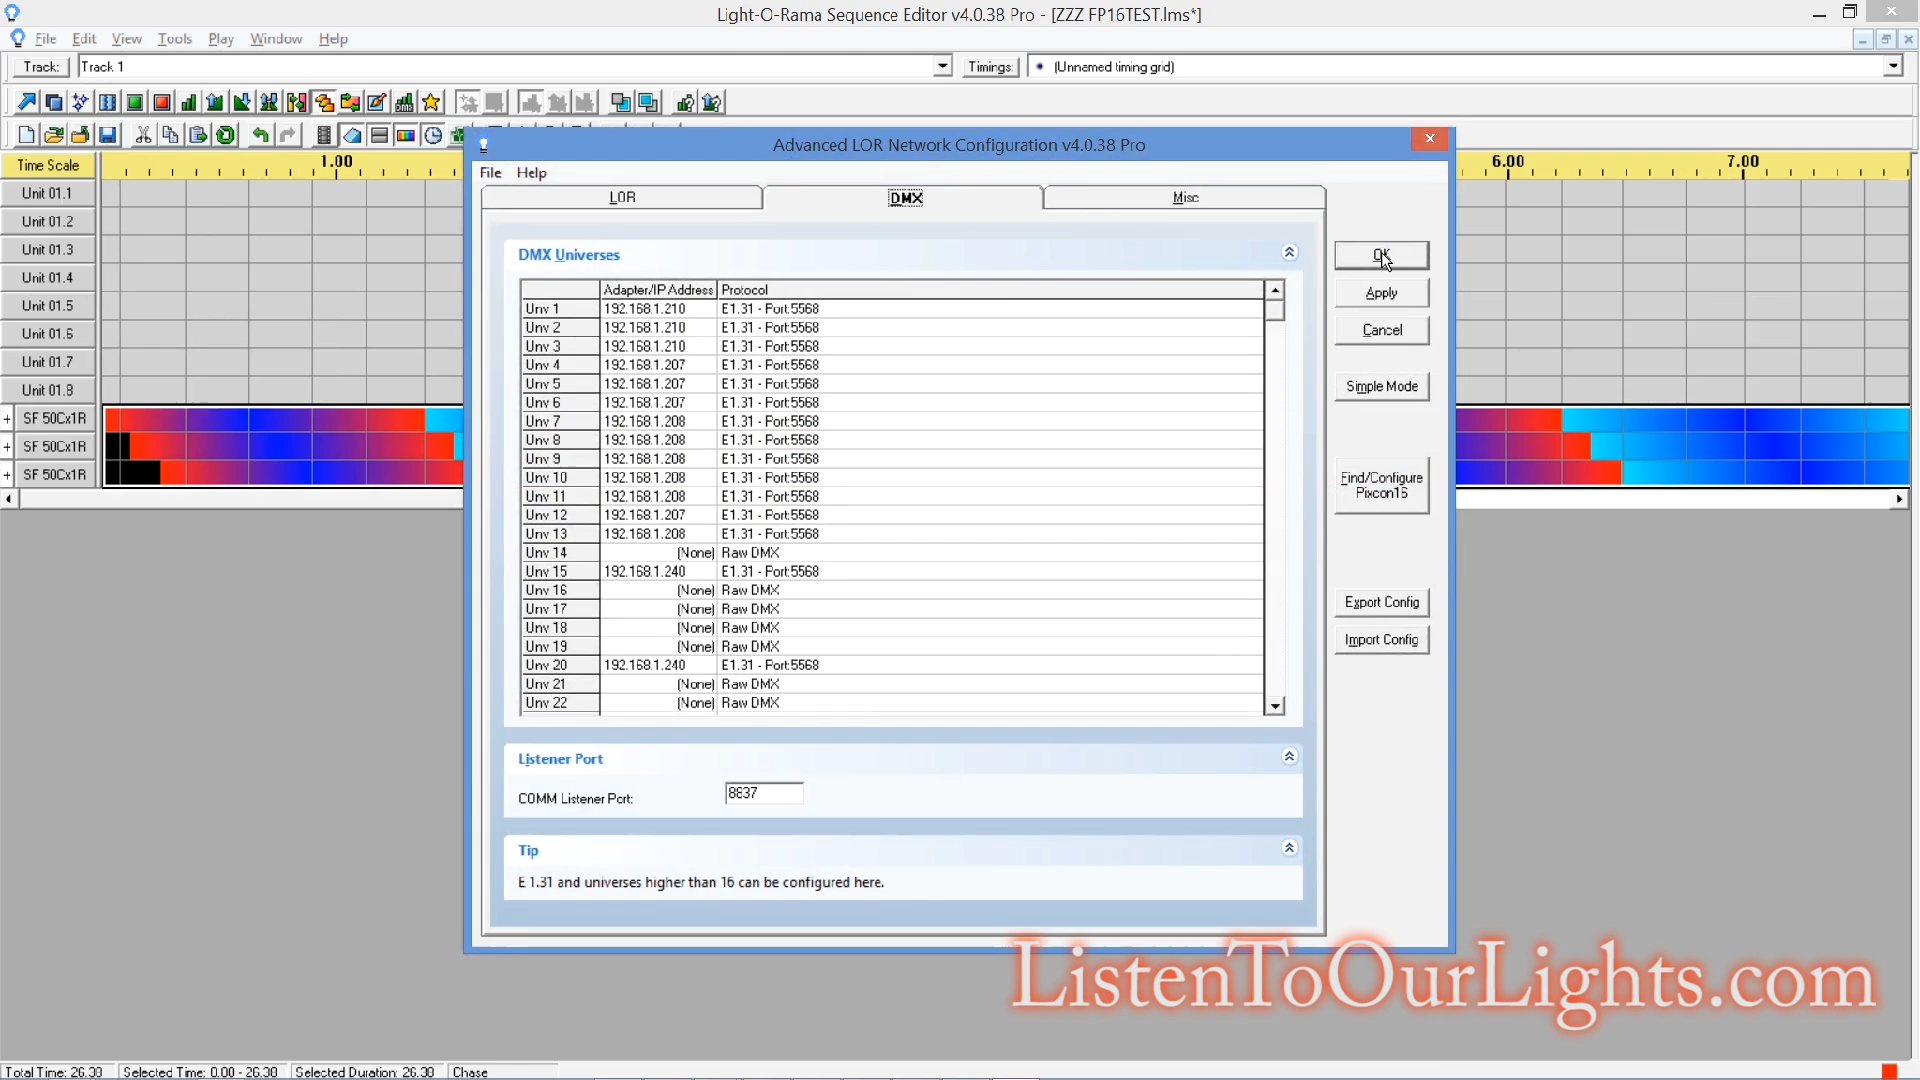 Light-O-Rama Sequence Editor v4.0.38 Pro - [ZZZ FP16TEST.lms*]
File Edit View Tools Play Window Help
Track: Track 1 Timings: (Unnamed timing grid)
Advanced LOR Network Configuration v4.0.38 Pro
File Help
Time Scale 1.00 6.00 7.00
Unit 01.1
Unit 01.2
Unit 01.3
Unit 01.4
Unit 01.5
Unit 01.6
Unit 01.7
Unit 01.8
+ SF 50Cx1R
+ SF 50Cx1R
+ SF 50Cx1R
LOR DMX Misc
DMX Universes
Adapter/IP Address Protocol
Unv 1 192.168.1.210 E1.31 - Port:5568
Unv 2 192.168.1.210 E1.31 - Port:5568
Unv 3 192.168.1.210 E1.31 - Port:5568
Unv 4 192.168.1.207 E1.31 - Port:5568
Unv 5 192.168.1.207 E1.31 - Port:5568
Unv 6 192.168.1.207 E1.31 - Port:5568
Unv 7 192.168.1.208 E1.31 - Port:5568
Unv 8 192.168.1.208 E1.31 - Port:5568
Unv 9 192.168.1.208 E1.31 - Port:5568
Unv 10 192.168.1.208 E1.31 - Port:5568
Unv 11 192.168.1.208 E1.31 - Port:5568
Unv 12 192.168.1.207 E1.31 - Port:5568
Unv 13 192.168.1.208 E1.31 - Port:5568
Unv 14 (None) Raw DMX
Unv 15 192.168.1.240 E1.31 - Port:5568
Unv 16 (None) Raw DMX
Unv 17 (None) Raw DMX
Unv 18 (None) Raw DMX
Unv 19 (None) Raw DMX
Unv 20 192.168.1.240 E1.31 - Port:5568
Unv 21 (None) Raw DMX
Unv 22 (None) Raw DMX
OK
Apply
Cancel
Simple Mode
Find/Configure
Pixcon16
Export Config
Import Config
Listener Port
COMM Listener Port: 8837
Tip
E 1.31 and universes higher than 16 can be configured here.
ListenToOurLights.com
Total Time: 26.30 Selected Time: 0.00 - 26.30 Selected Duration: 26.30 Chase